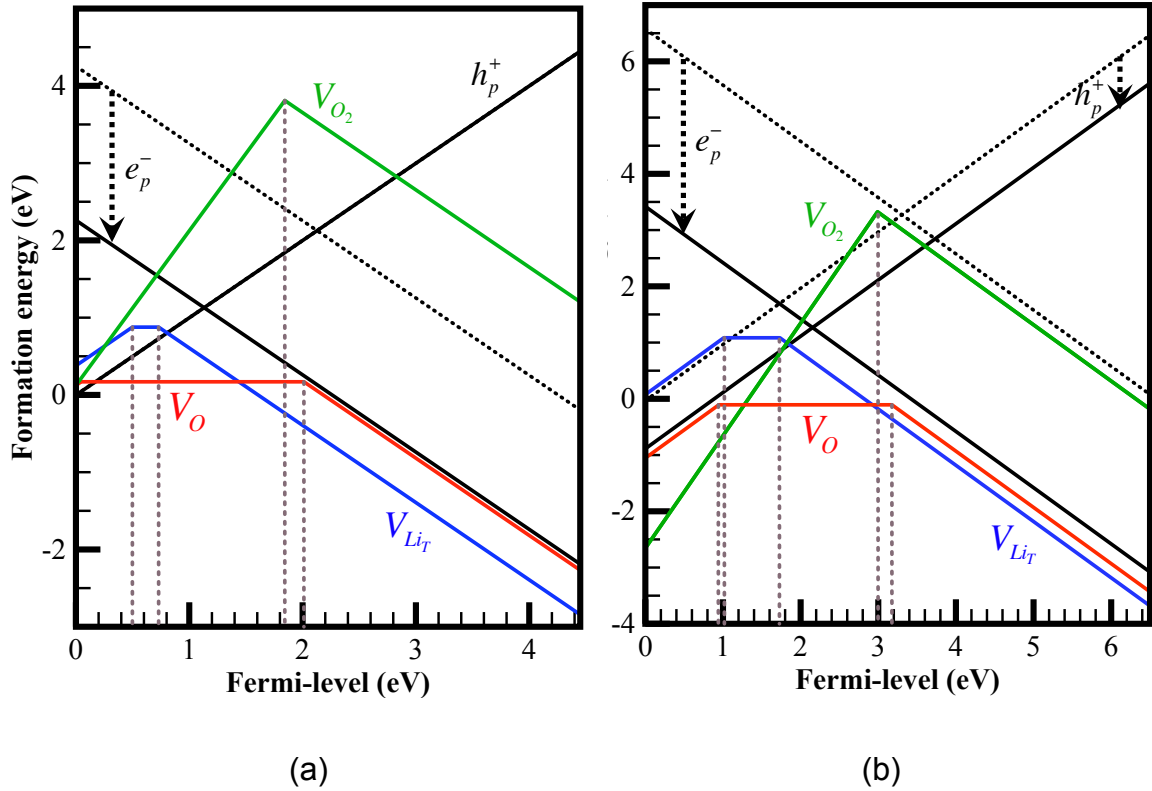 Formation energy (eV)
4
2
0
-2
e_p^-
V_{O_2}
h_p^+
V_O
V_{Li_T}
0 1 2 3 4
Fermi-level (eV)
(a)
6
4
2
0
-2
-4
e_p^-
h_p^+
V_{O_2}
V_O
V_{Li_T}
0 1 2 3 4 5 6
Fermi-level (eV)
(b)